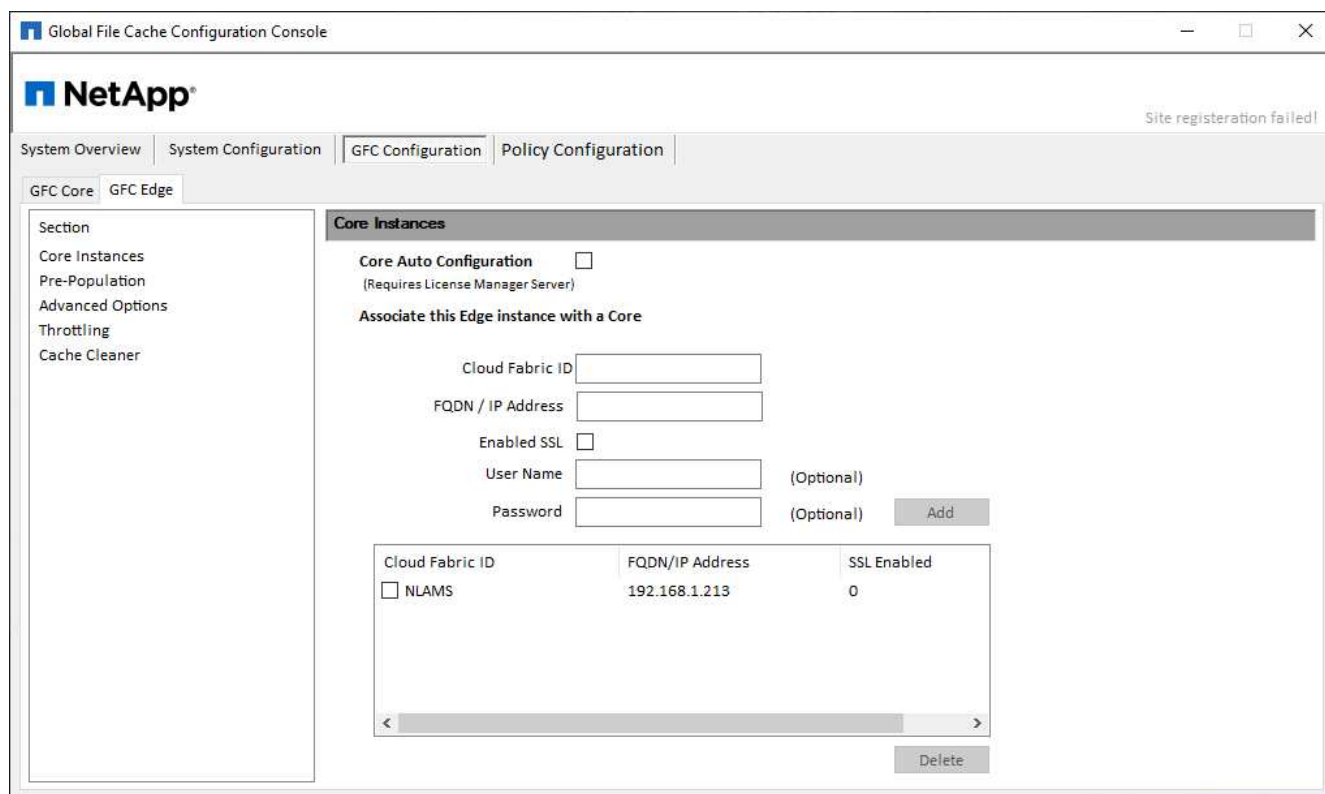 Global File Cache Configuration Console
NetApp®
Site registeration failed!
System Overview System Configuration GFC Configuration Policy Configuration
GFC Core GFC Edge
Section
Core Instances
Pre-Population
Advanced Options
Throttling
Cache Cleaner
Core Instances
Core Auto Configuration
(Requires License Manager Server)
Associate this Edge instance with a Core
Cloud Fabric ID
FQDN / IP Address
Enabled SSL
User Name (Optional)
Password (Optional) Add
Cloud Fabric ID FQDN/IP Address SSL Enabled
NLAMS 192.168.1.213 0
Delete